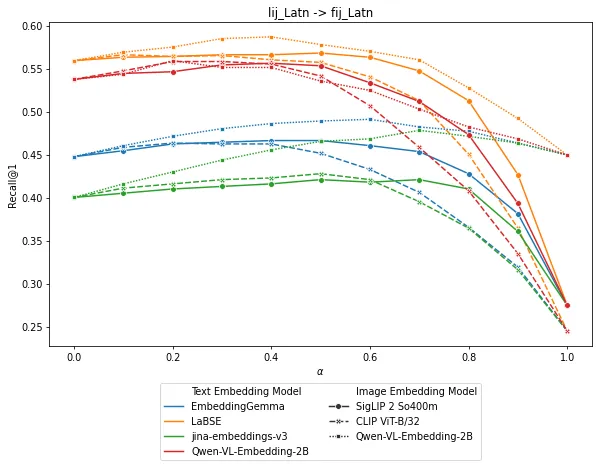 lij_Latn -> fij_Latn
Recall@1
0.60
0.55
0.50
0.45
0.40
0.35
0.30
0.25
0.0 0.2 0.4 0.6 0.8 1.0
α
Text Embedding Model
EmbeddingGemma
LaBSE
jina-embeddings-v3
Qwen-VL-Embedding-2B
Image Embedding Model
SigLIP 2 So400m
CLIP ViT-B/32
Qwen-VL-Embedding-2B